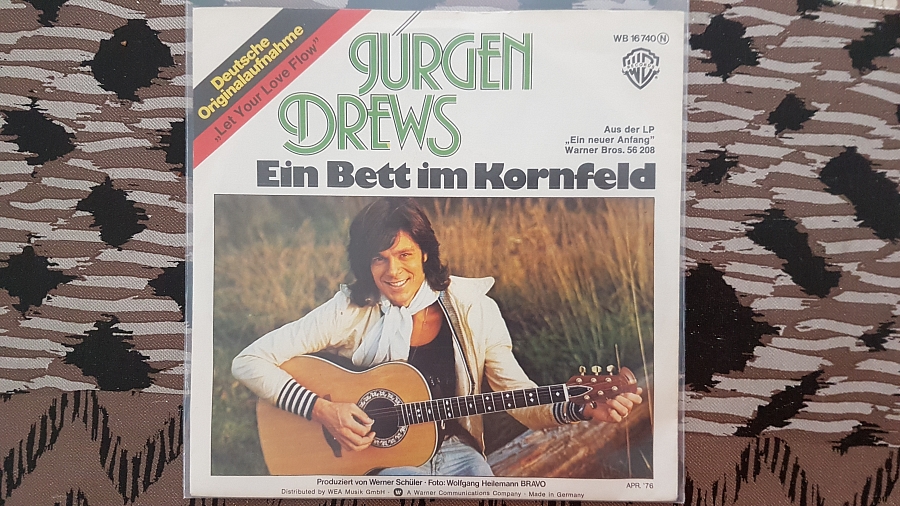 Deutsche
Originalaufnahme
„Let Your Love Flow"
JÜRGEN
DREWS
WB 16 740 N
Aus der LP
„Ein neuer Anfang"
Warner Bros. 56 208
Ein Bett im Kornfeld
Produziert von Werner Schüler · Foto: Wolfgang Heilemann BRAVO
Distributed by WEA Musik GmbH · W A Warner Communications Company · Made in Germany
APR. '76